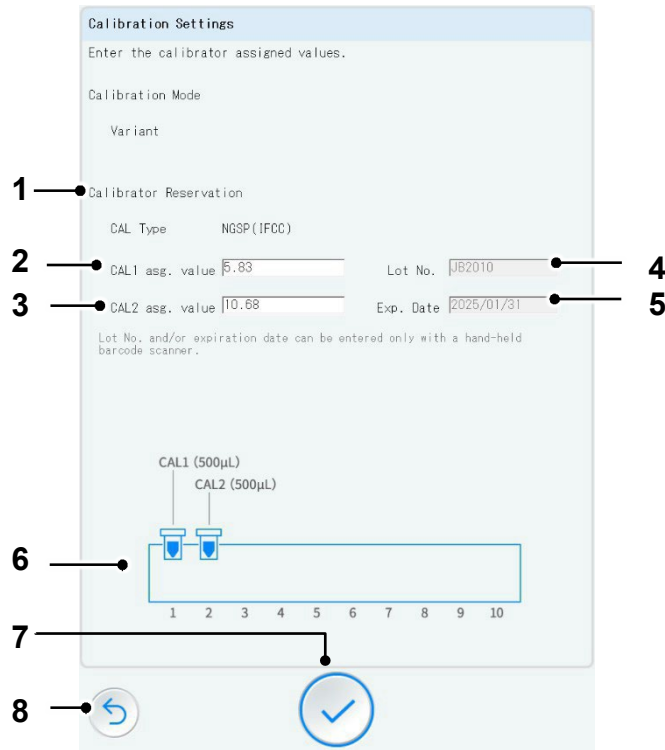 Calibration Settings
Enter the calibrator assigned values.
Calibration Mode
Variant
1
Calibrator Reservation
CAL Type NGSP(IFCC)
2 CAL1 asg. value 5.83 Lot No. JB2010 4
3 CAL2 asg. value 10.68 Exp. Date 2025/01/31 5
Lot No. and/or expiration date can be entered only with a hand-held
barcode scanner.
CAL1 (500μL)
CAL2 (500μL)
6
1 2 3 4 5 6 7 8 9 10
7
8